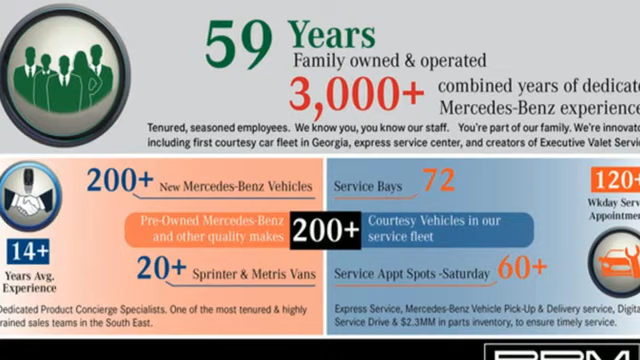 59 Years
Family owned & operated
3,000+ combined years of dedicate
Mercedes-Benz experience
Tenured, seasoned employees. We know you, you know our staff. You're part of our family. We're innovat
including first courtesy car fleet in Georgia, express service center, and creators of Executive Valet Servi
200+ New Mercedes-Benz Vehicles
Pre-Owned Mercedes-Benz
and other quality makes
200+
20+ Sprinter & Metris Vans
14+
Years Avg.
Experience
Dedicated Product Concierge Specialists. One of the most tenured & highly
rained sales teams in the South East.
Service Bays 72
Courtesy Vehicles in our
service fleet
Service Appt Spots -Saturday 60+
120+
Wkday Serv
Appointmen
Express Service, Mercedes-Benz Vehicle Pick-Up & Delivery service, Digita
Service Drive & $2.3MM in parts inventory, to ensure timely service.